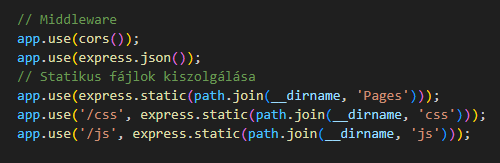 // Middleware
app.use(cors());
app.use(express.json());
// Statikus fájlok kiszolgálása
app.use(express.static(path.join(__dirname, 'Pages')));
app.use('/css', express.static(path.join(__dirname, 'css')));
app.use('/js', express.static(path.join(__dirname, 'js')));